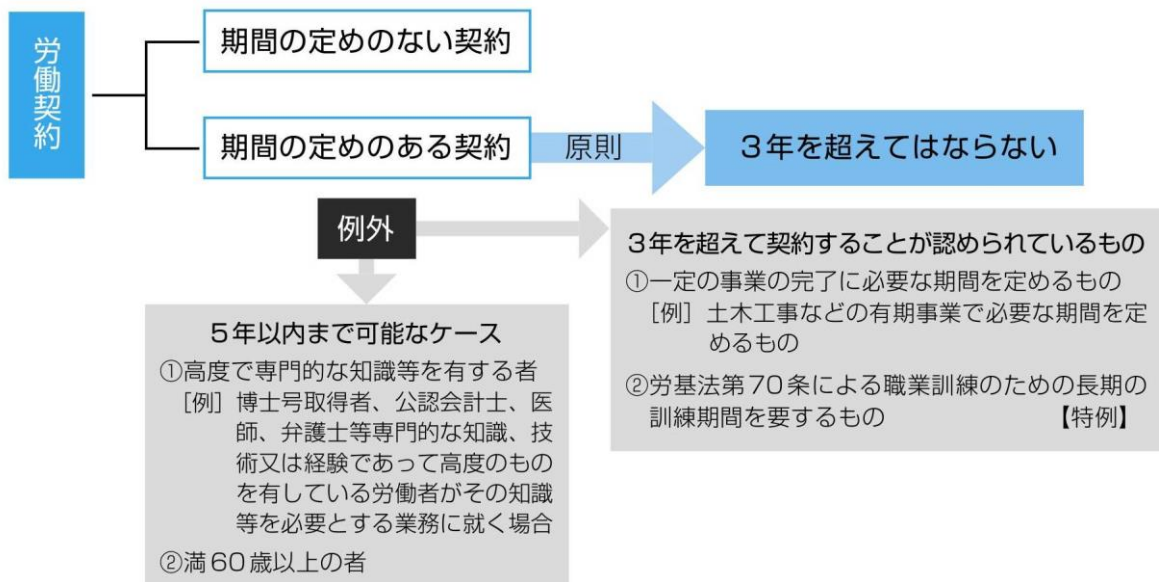 労働契約
期間の定めのない契約
期間の定めのある契約
原則
3年を超えてはならない
例外
3年を超えて契約することが認められているもの
①一定の事業の完了に必要な期間を定めるもの
［例］土木工事などの有期事業で必要な期間を定
めるもの
②労基法第70条による職業訓練のための長期の
訓練期間を要するもの 【特例】
5年以内まで可能なケース
①高度で専門的な知識等を有する者
［例］博士号取得者、公認会計士、医
師、弁護士等専門的な知識、技
術又は経験であって高度のもの
を有している労働者がその知識
等を必要とする業務に就く場合
②満60歳以上の者